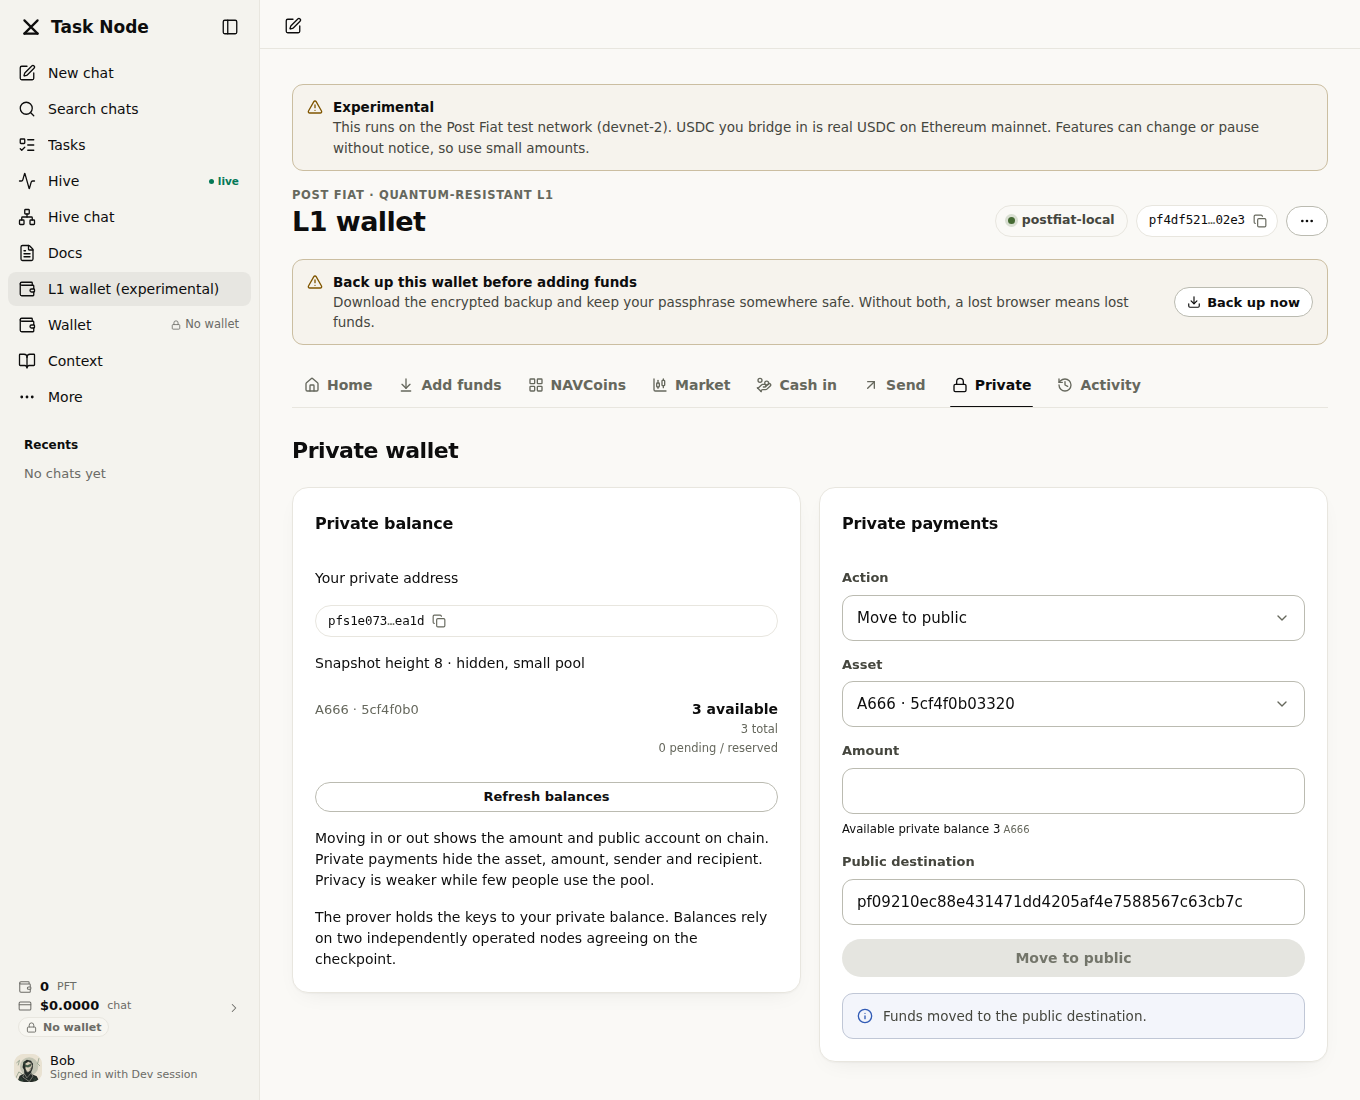 Task Node
New chat
Search chats
Tasks
Hive
live
Hive chat
Docs
L1 wallet (experimental)
Wallet
No wallet
Context
More
Recents
No chats yet
0 PFT
$0.0000 chat
No wallet
Bob
Signed in with Dev session
Experimental
This runs on the Post Fiat test network (devnet-2). USDC you bridge in is real USDC on Ethereum mainnet. Features can change or pause
without notice, so use small amounts.
POST FIAT · QUANTUM-RESISTANT L1
L1 wallet
postfiat-local
pf4df521…02e3
Back up this wallet before adding funds
Download the encrypted backup and keep your passphrase somewhere safe. Without both, a lost browser means lost
funds.
Back up now
Home
Add funds
NAVCoins
Market
Cash in
Send
Private
Activity
Private wallet
Private balance
Your private address
pfs1e073…ea1d
Snapshot height 8 · hidden, small pool
A666 · 5cf4f0b0
3 available
3 total
0 pending / reserved
Refresh balances
Moving in or out shows the amount and public account on chain.
Private payments hide the asset, amount, sender and recipient.
Privacy is weaker while few people use the pool.
The prover holds the keys to your private balance. Balances rely
on two independently operated nodes agreeing on the
checkpoint.
Private payments
Action
Move to public
Asset
A666 · 5cf4f0b03320
Amount
Available private balance 3 A666
Public destination
pf09210ec88e431471dd4205af4e7588567c63cb7c
Move to public
Funds moved to the public destination.